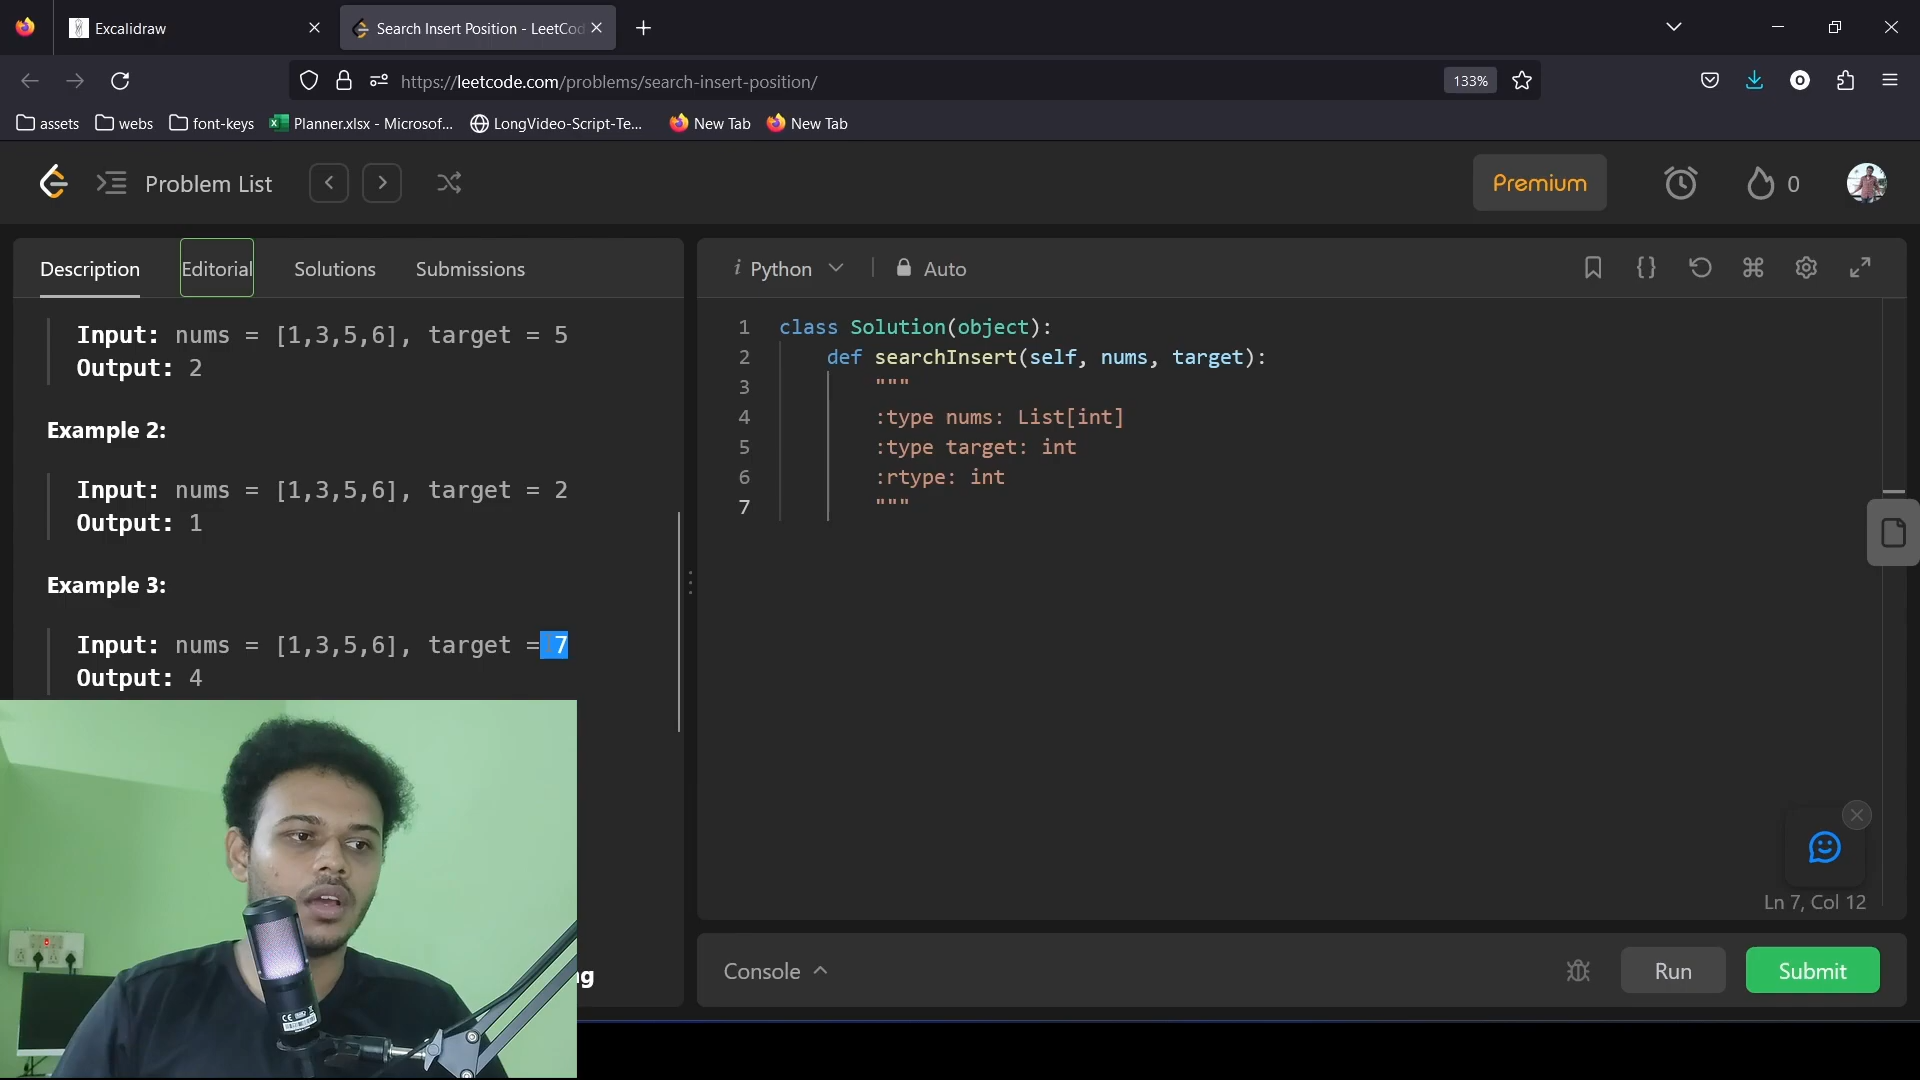 Excalidraw
Search Insert Position - LeetCod
https://leetcode.com/problems/search-insert-position/
133%
assets
webs
font-keys
Planner.xlsx - Microsof...
LongVideo-Script-Te...
New Tab
New Tab
Problem List
Premium
0
Description
Editorial
Solutions
Submissions
Input: nums = [1,3,5,6], target = 5
Output: 2
Example 2:
Input: nums = [1,3,5,6], target = 2
Output: 1
Example 3:
Input: nums = [1,3,5,6], target = 7
Output: 4
ng
i Python
Auto
1 class Solution(object):
2 def searchInsert(self, nums, target):
3 """
4 :type nums: List[int]
5 :type target: int
6 :rtype: int
7 """
Ln 7, Col 12
Console
Run
Submit